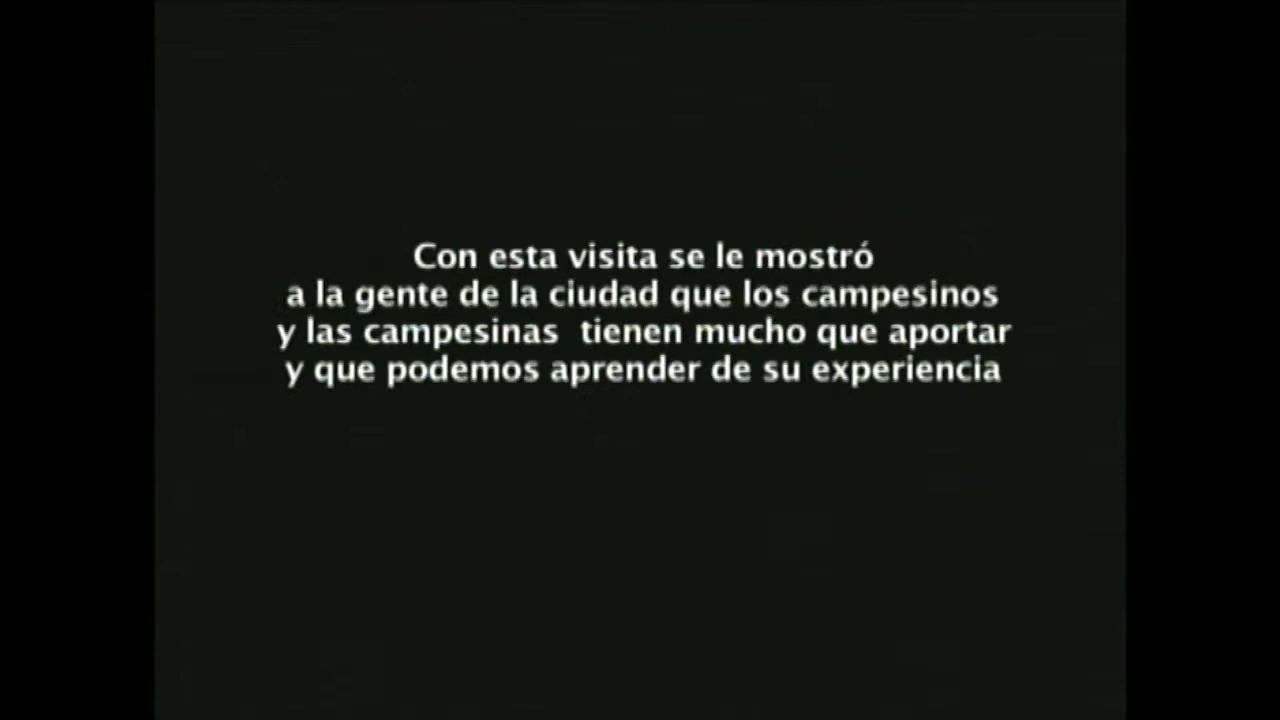 Con esta visita se le mostró
a la gente de la ciudad que los campesinos
y las campesinas  tienen mucho que aportar
y que podemos aprender de su experiencia